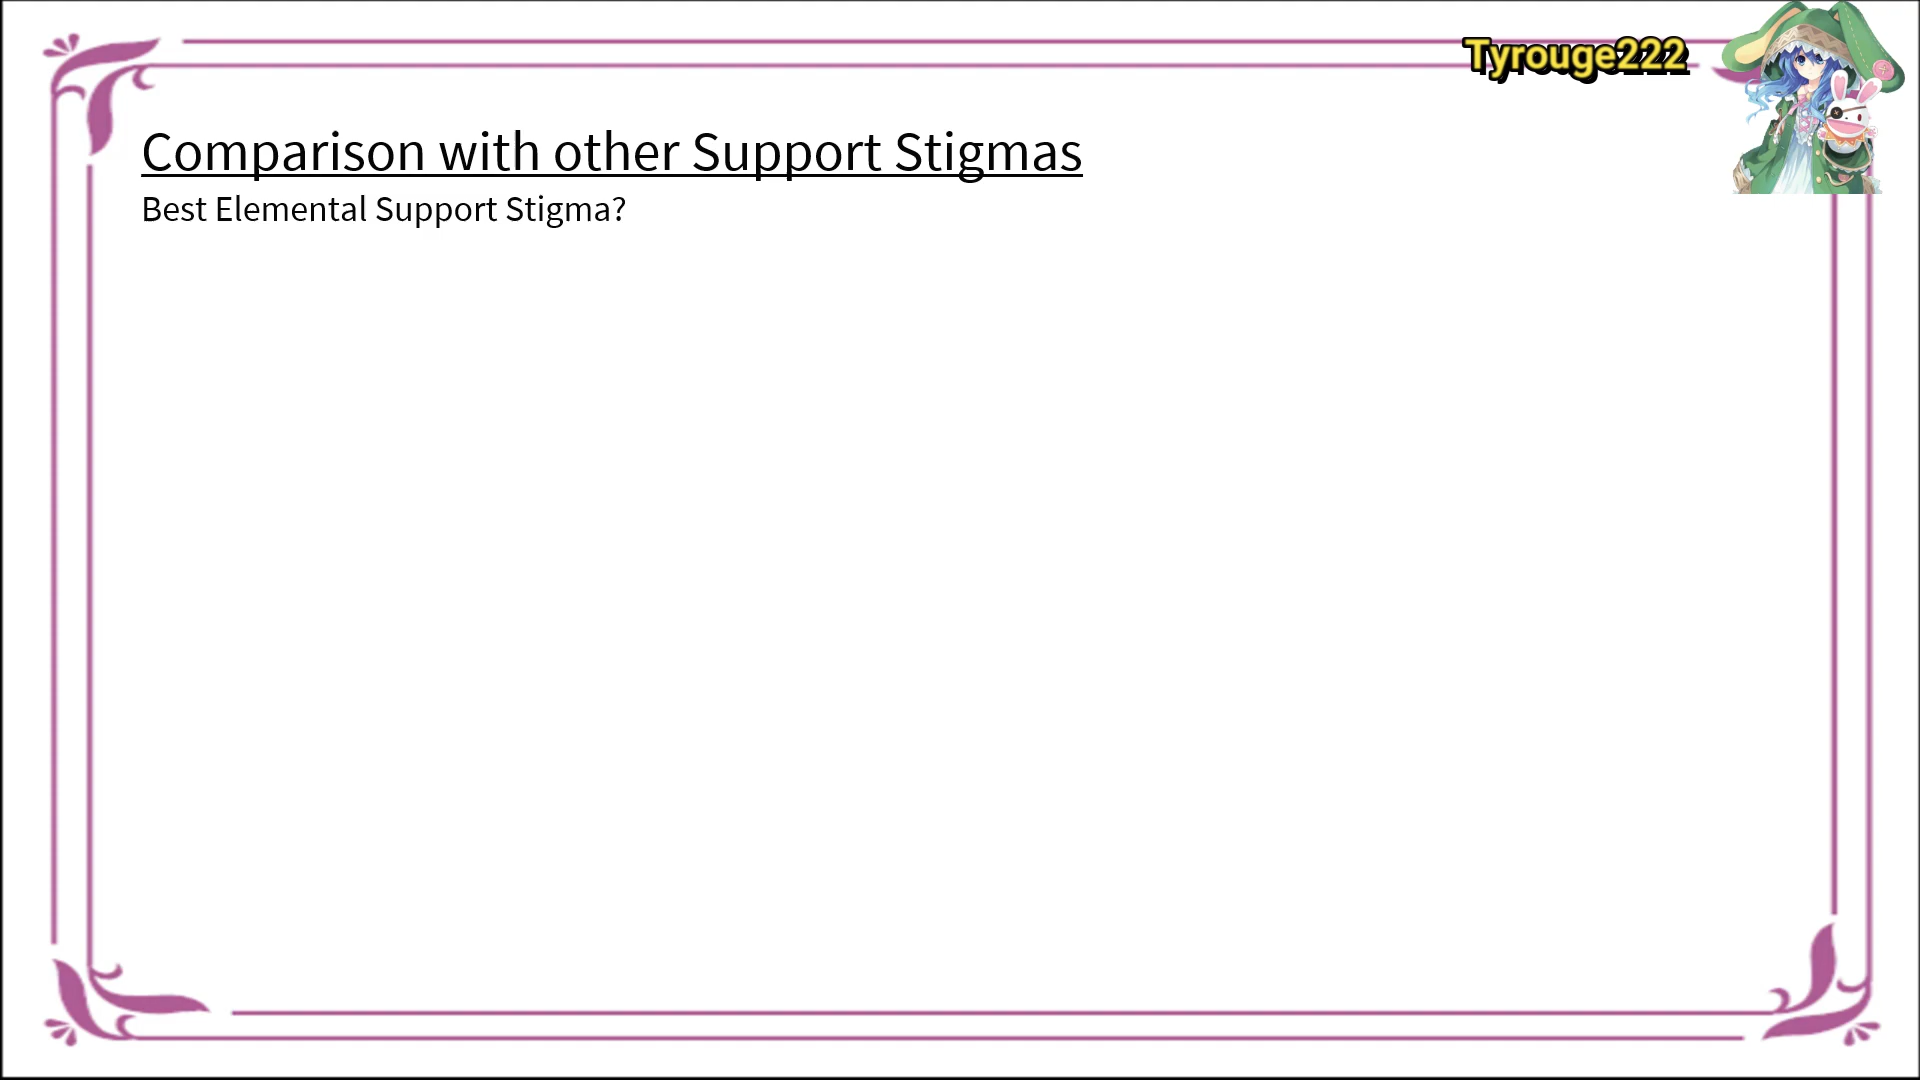 Tyrouge222
Comparison with other Support Stigmas
Best Elemental Support Stigma?